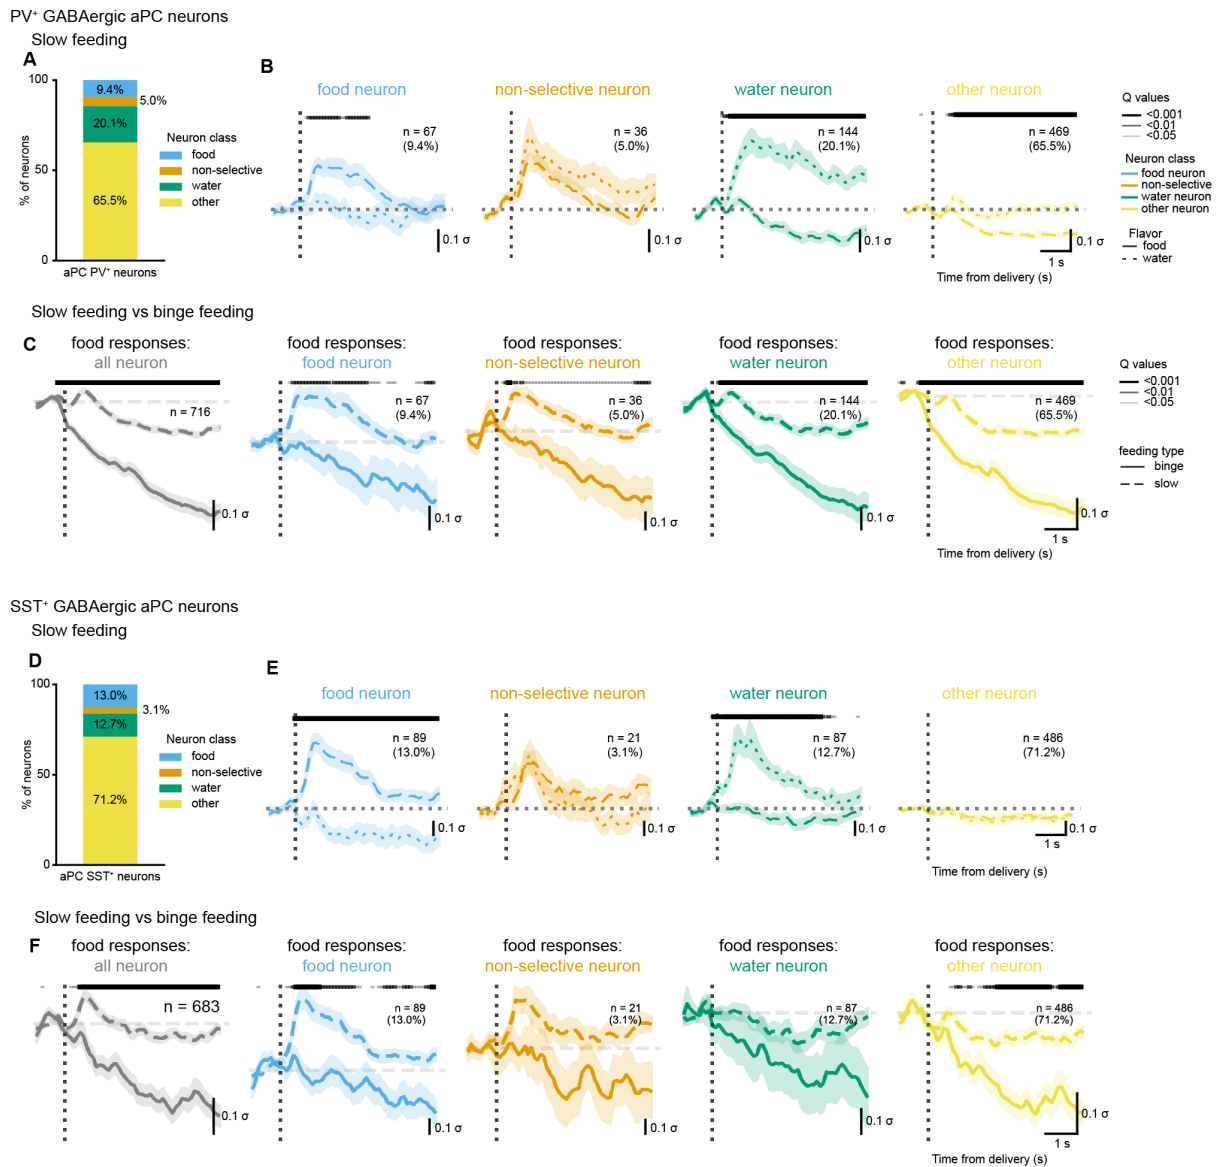 PV⁺ GABAergic aPC neurons
Slow feeding
A
100
50
0
% of neurons
9.4%
5.0%
20.1%
65.5%
aPC PV⁺ neurons
Neuron class
food
non-selective
water
other
B
food neuron
n = 67
(9.4%)
0.1 σ
non-selective neuron
n = 36
(5.0%)
0.1 σ
water neuron
n = 144
(20.1%)
0.1 σ
other neuron
n = 469
(65.5%)
0.1 σ
1 s
Time from delivery (s)
Q values
<0.001
<0.01
<0.05
Neuron class
food neuron
non-selective
water neuron
other neuron
Flavor
food
water
Slow feeding vs binge feeding
C
food responses:
all neuron
n = 716
0.1 σ
food responses:
food neuron
n = 67
(9.4%)
0.1 σ
food responses:
non-selective neuron
n = 36
(5.0%)
0.1 σ
food responses:
water neuron
n = 144
(20.1%)
0.1 σ
food responses:
other neuron
n = 469
(65.5%)
0.1 σ
1 s
Time from delivery (s)
Q values
<0.001
<0.01
<0.05
feeding type
binge
slow
SST⁺ GABAergic aPC neurons
Slow feeding
D
100
50
0
% of neurons
13.0%
3.1%
12.7%
71.2%
aPC SST⁺ neurons
Neuron class
food
non-selective
water
other
E
food neuron
n = 89
(13.0%)
0.1 σ
non-selective neuron
n = 21
(3.1%)
0.1 σ
water neuron
n = 87
(12.7%)
0.1 σ
other neuron
n = 486
(71.2%)
0.1 σ
1 s
Time from delivery (s)
Slow feeding vs binge feeding
F
food responses:
all neuron
n = 683
0.1 σ
food responses:
food neuron
n = 89
(13.0%)
0.1 σ
food responses:
non-selective neuron
n = 21
(3.1%)
0.1 σ
food responses:
water neuron
n = 87
(12.7%)
0.1 σ
food responses:
other neuron
n = 486
(71.2%)
0.1 σ
1 s
Time from delivery (s)